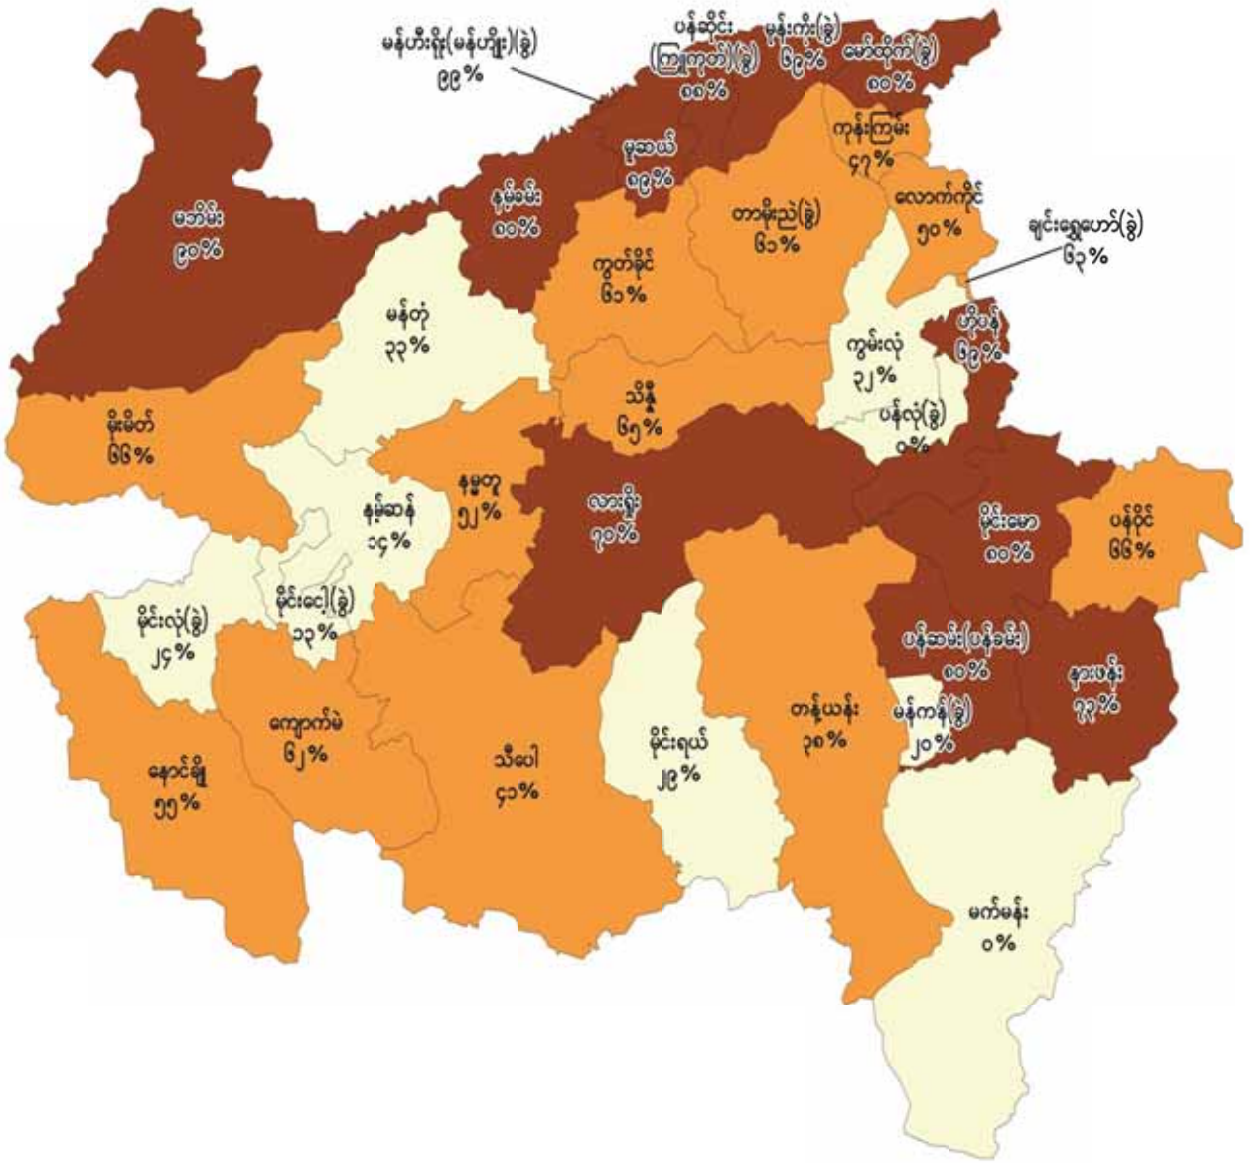 မန်ဟီးရိုး(မန်ဟျိုး)(ခွဲ)
၉၉%
ပန်ဆိုင်း
(ကြူကုတ်)(ခွဲ)
၈၈%
မုန်းကိုး(ခွဲ)
၆၉%
မော်ထိုက်(ခွဲ)
၈၀%
ကုန်းကြမ်း
၄၇%
မူဆယ်
၈၉%
နမ့်ခမ်း
၈၀%
မဘိမ်း
၉၀%
တာမိုးညဲ(ခွဲ)
၆၁%
လောက်ကိုင်
၅၀%
ချင်းရွှေဟော်(ခွဲ)
၆၃%
ကွတ်ခိုင်
၆၁%
မန်တုံ
၃၃%
ကွမ်းလုံ
၃၂%
ဟိုပန်
၆၉%
ပန်လုံ(ခွဲ)
၀%
သိန္နီ
၆၅%
မိုးမိတ်
၆၆%
နမ္မတူ
၅၂%
လားရှိုး
၇၀%
နမ့်ဆန်
၁၄%
မိုင်းမော
၈၀%
ပန်ဝိုင်
၆၆%
မိုင်းငေါ့(ခွဲ)
၁၃%
မိုင်းလုံ(ခွဲ)
၂၄%
ပန်ဆမ်း(ပန်ခမ်း)
၈၀%
နားဖန်း
၇၃%
မန်ကန်(ခွဲ)
၂၀%
ကျောက်မဲ
၆၂%
သီပေါ
၄၁%
မိုင်းရယ်
၂၉%
တန့်ယန်း
၃၈%
နောင်ချို
၅၅%
မက်မန်း
၀%